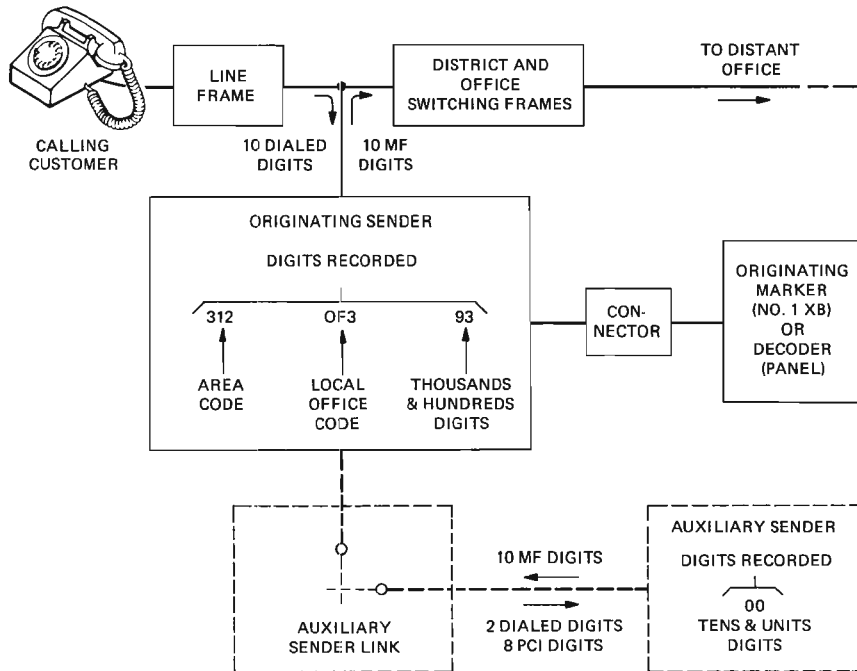 CALLING
CUSTOMER
LINE
FRAME
DISTRICT AND
OFFICE
SWITCHING FRAMES
TO DISTANT
OFFICE
10 DIALED
DIGITS
10 MF
DIGITS
ORIGINATING SENDER
DIGITS RECORDED
312
OF3
93
AREA
CODE
LOCAL
OFFICE
CODE
THOUSANDS
& HUNDREDS
DIGITS
CON-
NECTOR
ORIGINATING
MARKER
(NO. 1 XB)
OR
DECODER
(PANEL)
AUXILIARY
SENDER LINK
10 MF DIGITS
2 DIALED DIGITS
8 PCI DIGITS
AUXILIARY SENDER
DIGITS RECORDED
00
TENS & UNITS
DIGITS